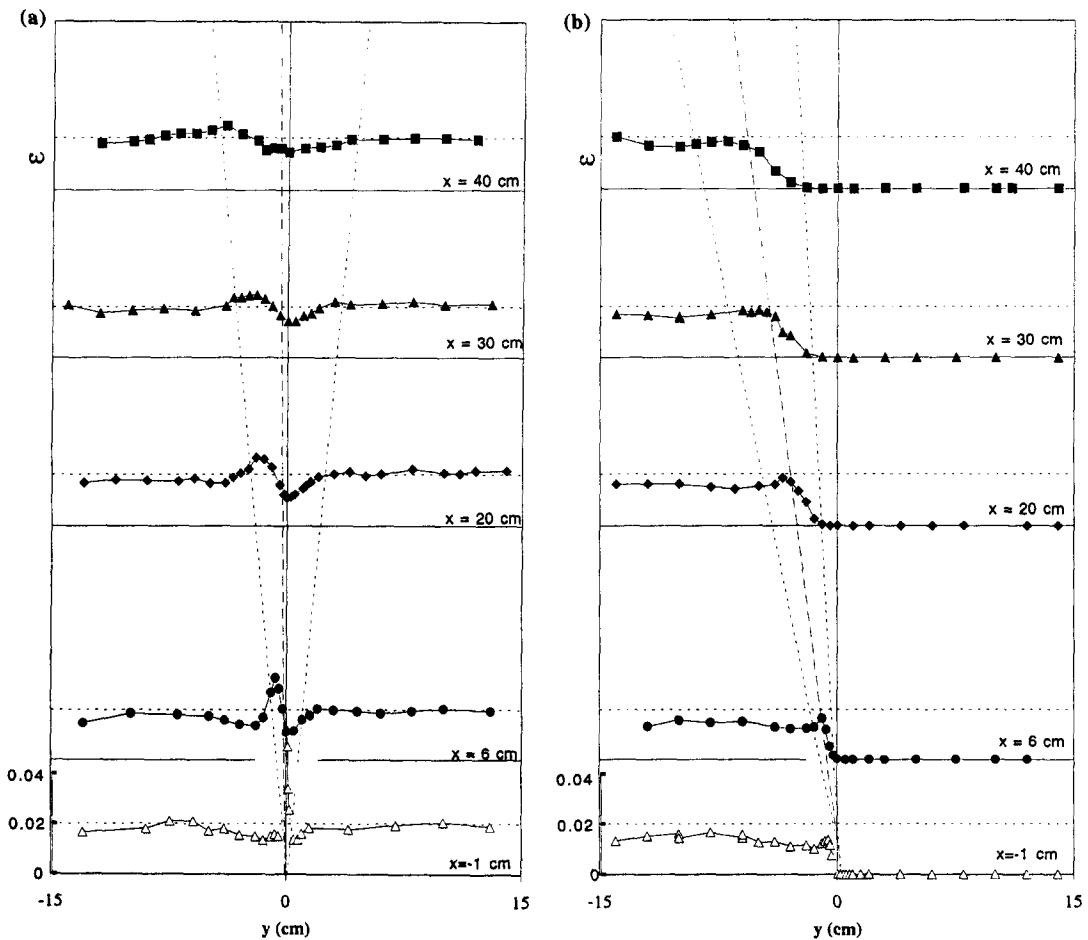 (a)
ε
x = 40 cm
x = 30 cm
x = 20 cm
x = 6 cm
0.04
0.02
x=-1 cm
0
-15
0
15
y (cm)
(b)
ε
x = 40 cm
x = 30 cm
x = 20 cm
x = 6 cm
0.04
0.02
x=-1 cm
0
-15
0
15
y (cm)